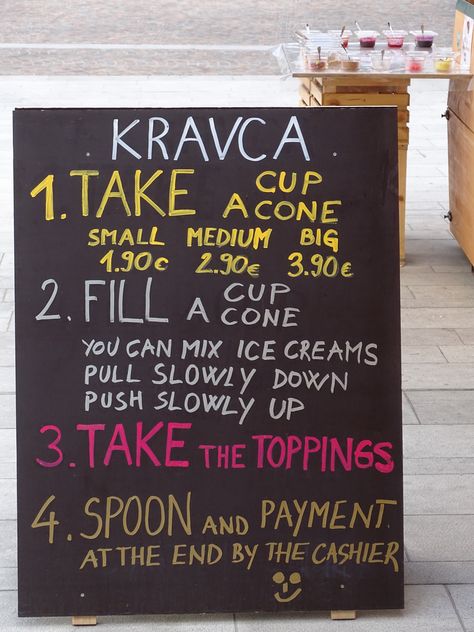 KRAVCA
1. TAKE A CUP
CONE
SMALL MEDIUM BIG
1.90€ 2.90€ 3.90€
2. FILL A CUP
CONE
YOU CAN MIX ICE CREAMS
PULL SLOWLY DOWN
PUSH SLOWLY UP
3. TAKE THE TOPPINGS
4. SPOON AND PAYMENT
AT THE END BY THE CASHIER